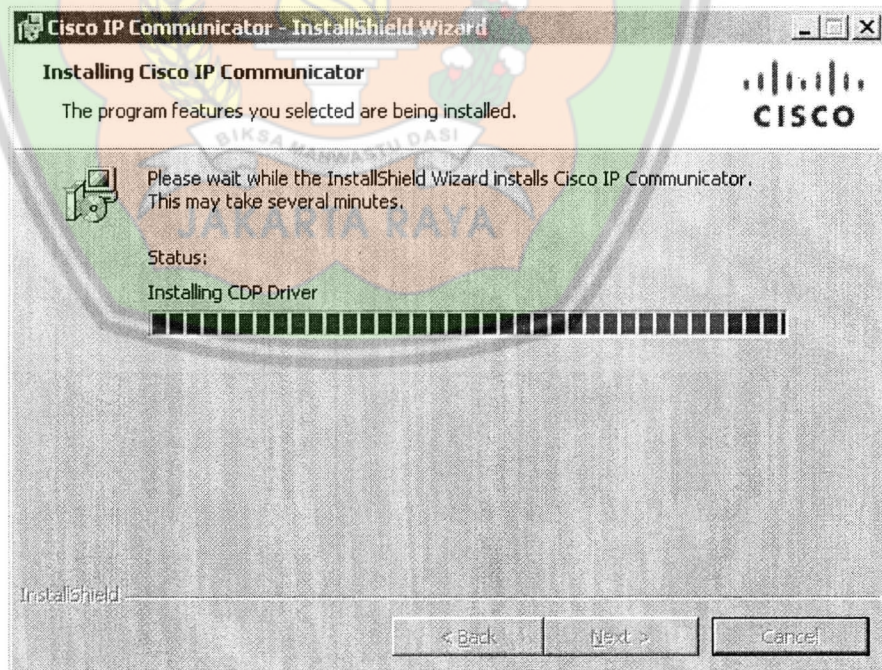 Cisco IP Communicator - InstallShield Wizard
Installing Cisco IP Communicator
The program features you selected are being installed.
CISCO
BIKSA MAHWASTU DASI
Please wait while the InstallShield Wizard installs Cisco IP Communicator.
This may take several minutes.
JAKARTA RAYA
Status:
Installing CDP Driver
InstallShield
< Back
Next >
Cancel